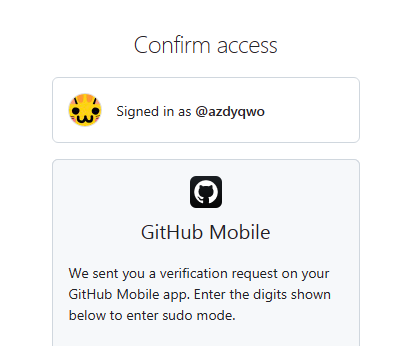 Confirm access
Signed in as @azdyqwo
GitHub Mobile
We sent you a verification request on your
GitHub Mobile app. Enter the digits shown
below to enter sudo mode.